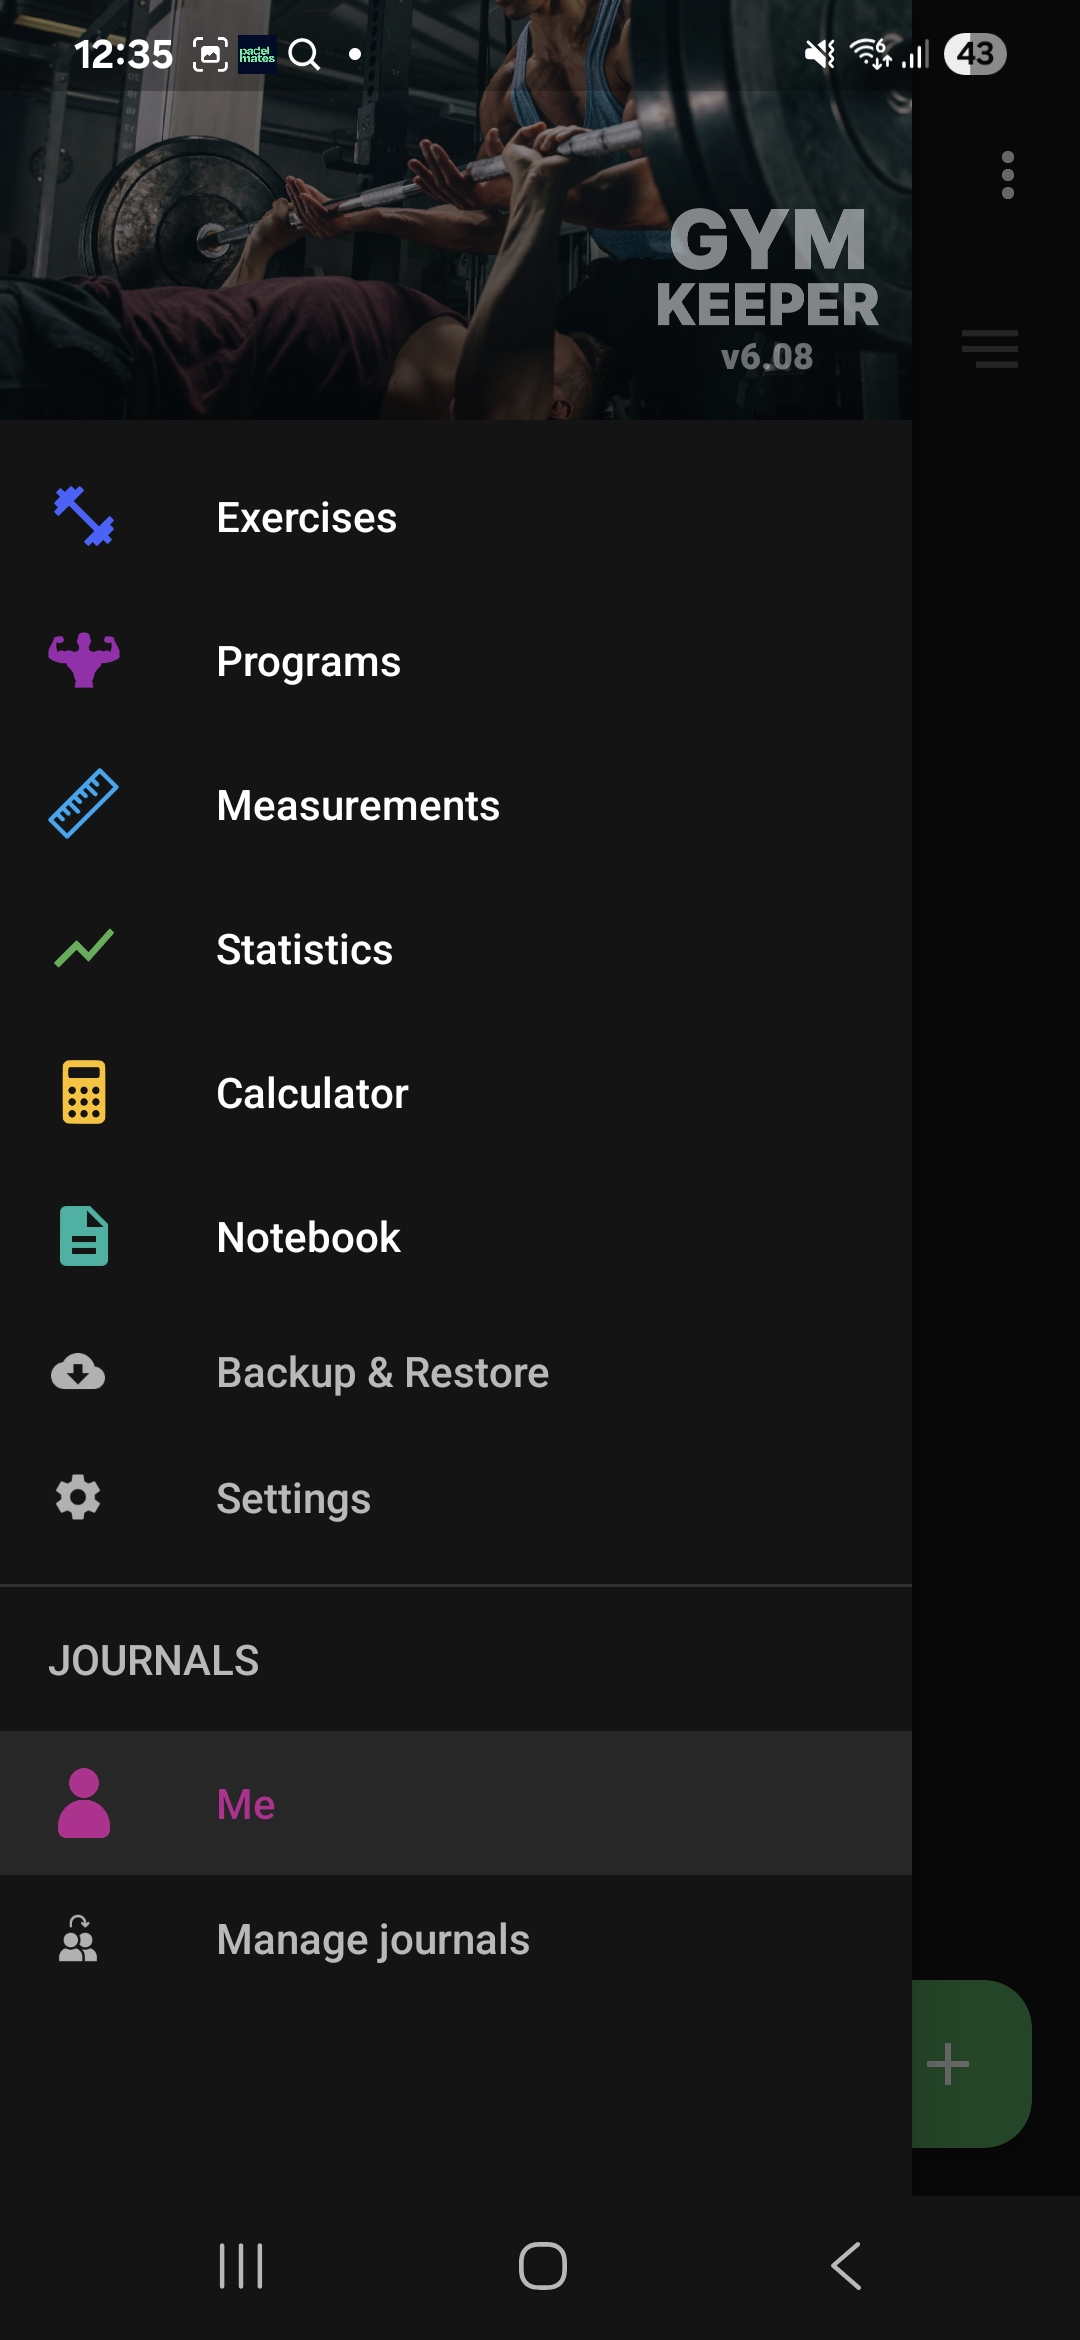 12:35
padel
mates
6
43
GYM
KEEPER
v6.08
Exercises
Programs
Measurements
Statistics
Calculator
Notebook
Backup & Restore
Settings
JOURNALS
Me
Manage journals